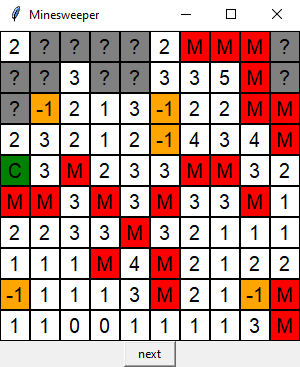 Minesweeper
2 ? ? ? ? 2 M M M ?
? ? 3 ? ? 3 3 5 M ?
? -1 2 1 3 -1 2 2 M M
2 3 2 1 2 -1 4 3 4 M
C 3 M 2 3 3 M M 3 2
M M 3 M 3 M 3 3 M 1
2 2 3 3 M 3 2 1 1 1
1 1 1 M 4 M 2 1 2 2
-1 1 1 1 3 M 2 1 -1 M
1 1 0 0 1 1 1 1 3 M
next